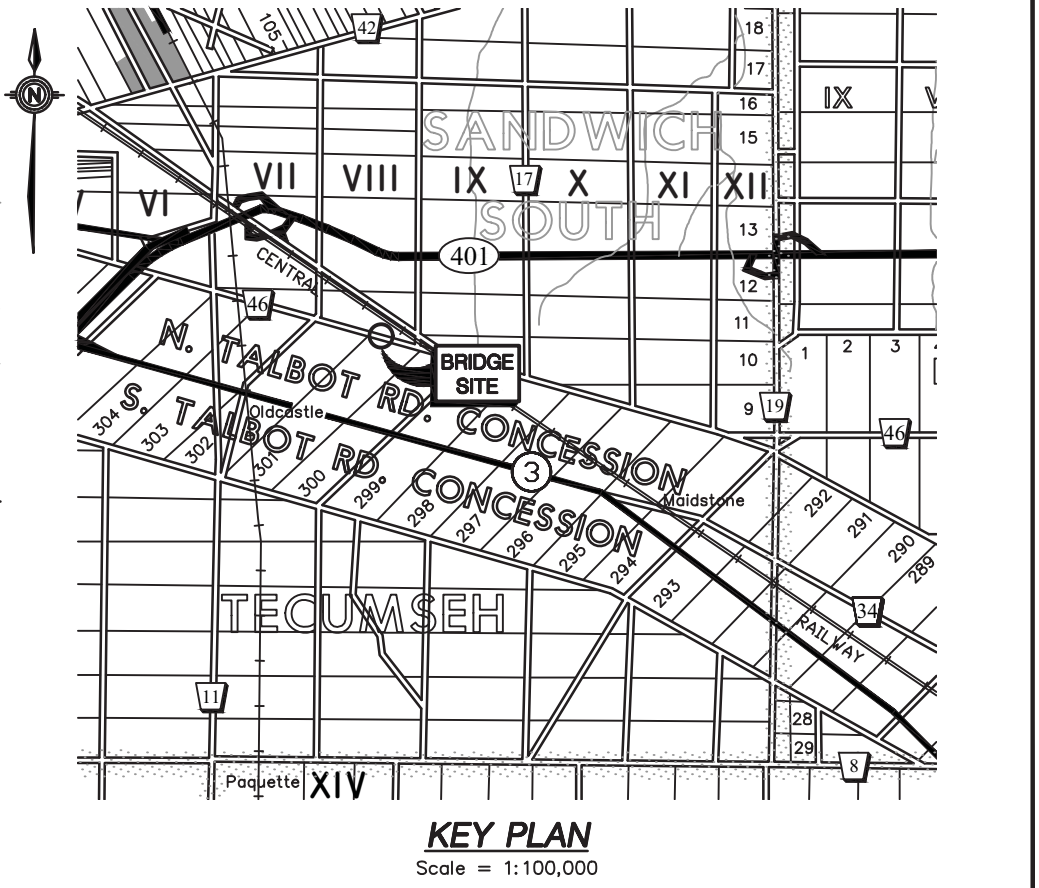 105
42
18
17
16
IX
SANDWICH
15
VII
VIII
IX
17
X
XI
XII
VI
SOUTH
13
401
CENTRAL
12
46
11
N. TALBOT RD. CONCESSION
BRIDGE
SITE
10
1
2
3
9
19
46
S. TALBOT RD CONCESSION
Oldcastle
304
303
302
301
300
299
298
297
296
295
294
293
3
Maidstone
292
291
290
289
TECUMSEH
34
RAILWAY
11
28
29
8
Paquette
XIV
N
KEY PLAN
Scale = 1:100,000